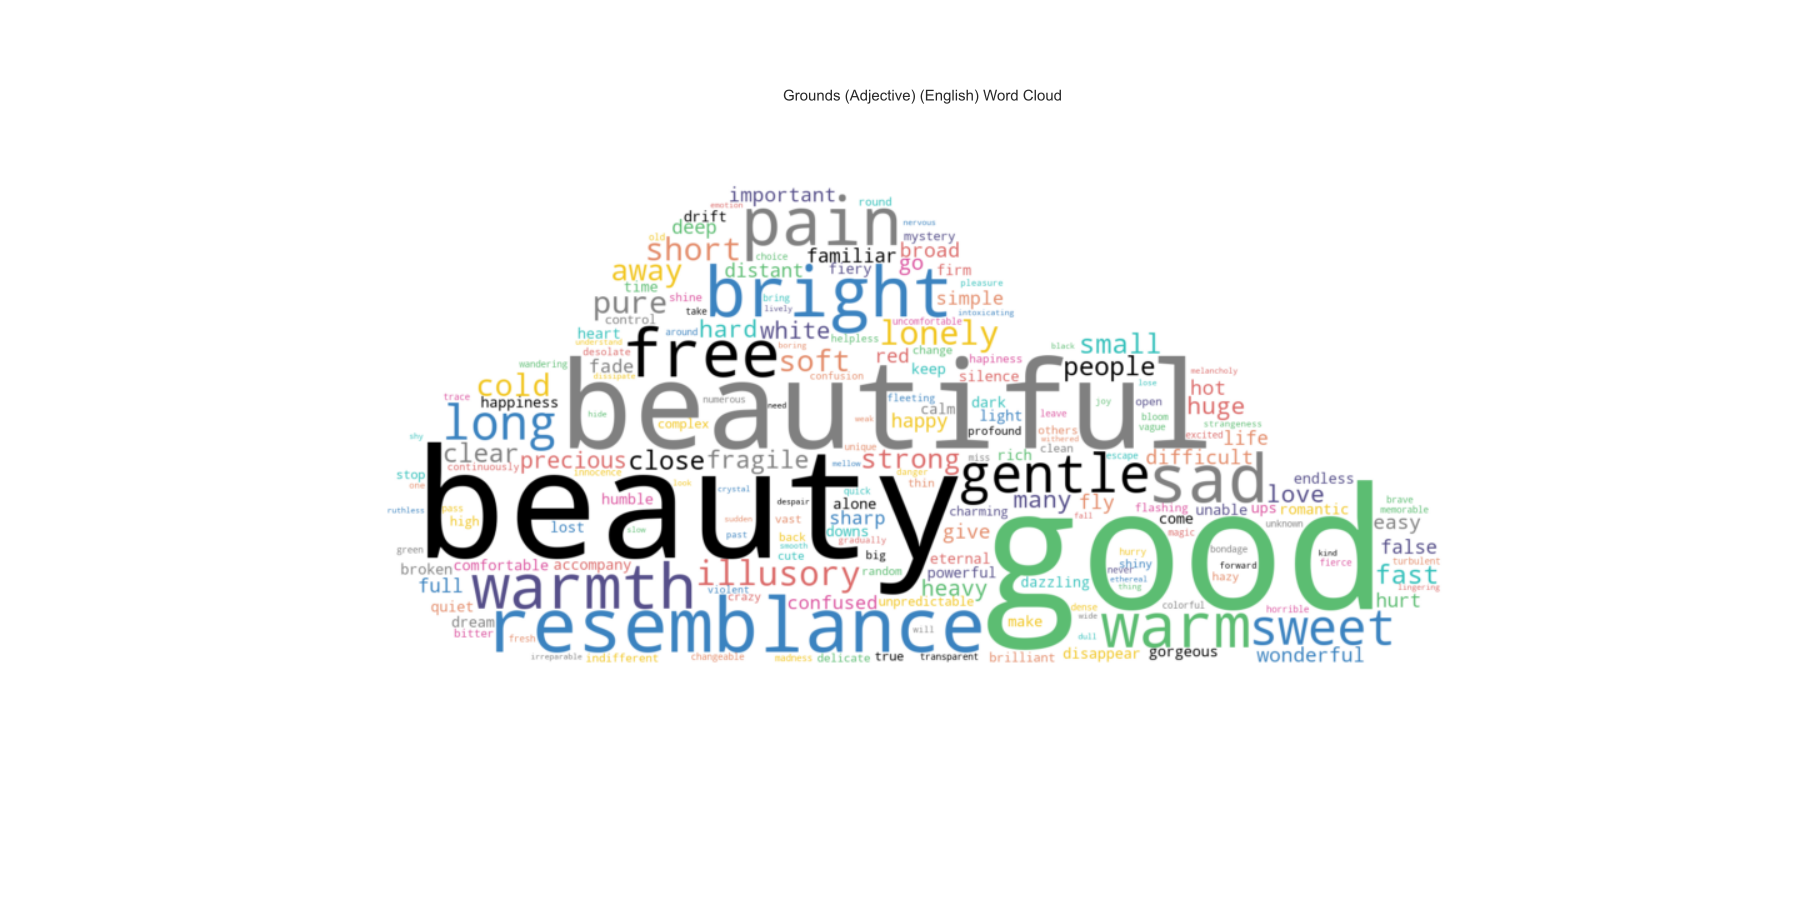 Grounds (Adjective) (English) Word Cloud
important
emotion
round
drift
pain
nervous
deep
old
mystery
short
choice
familiar
broad
away
distant
fiery
go
firm
time
bright
pleasure
pure
shine
bring
simple
take
lively
intoxicating
control
uncomfortable
heart
around
hard
white
helpless
lonely
understand
free
boring
black
small
desolate
soft
red
change
hapiness
people
wandering
fade
keep
melancholy
dissipate
confusion
silence
cold
beautiful
lose
hot
trace
happiness
numerous
need
fleeting
dark
joy
open
huge
long
hide
calm
light
leave
bloom
complex
weak
happy
vague
strangeness
shy
profound
others
excited
life
withered
clear
precious
close
fragile
unique
clean
continuously
mellow
strong
miss
rich
escape
difficult
stop
innocence
danger
gentle
sad
one
beauty
look
thin
endless
crystal
quick
love
humble
despair
alone
many
fly
brave
ruthless
pass
charming
flashing
unable
ups
romantic
memorable
high
sudden
vast
sharp
fall
come
unknown
easy
lost
slow
past
back
downs
give
magic
good
smooth
gradually
green
cute
big
eternal
hurry
bondage
kind
false
broken
comfortable
accompany
illusory
random
powerful
never
shiny
forward
fierce
turbulent
full
warmth
violent
heavy
dazzling
ethereal
hazy
fast
thing
lingering
crazy
confused
unpredictable
hurt
quiet
resemblance
dense
colorful
horrible
dream
make
wide
warm
sweet
bitter
fresh
will
dull
irreparable
indifferent
changeable
madness
delicate
true
transparent
brilliant
disappear
gorgeous
wonderful